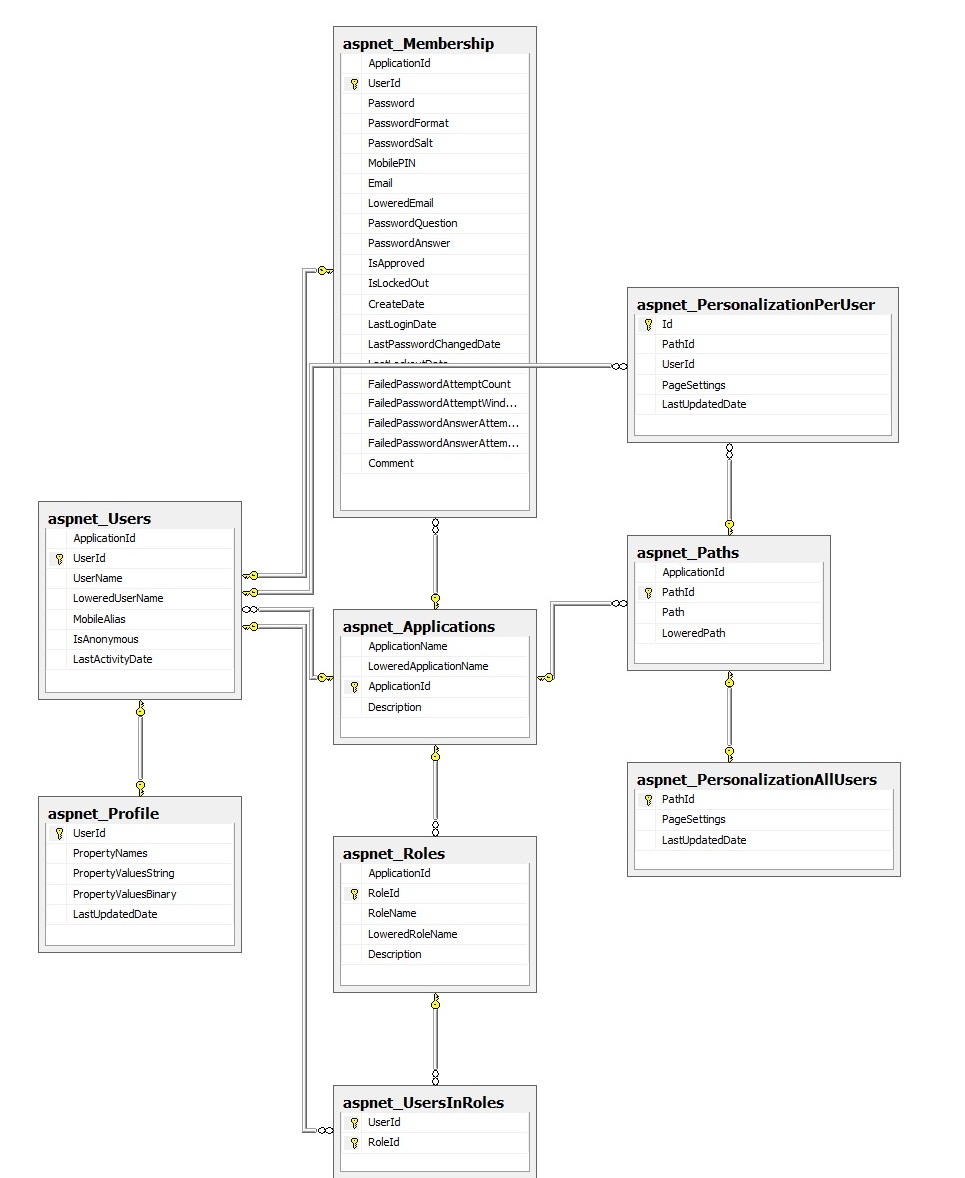 aspnet_Membership
ApplicationId
UserId
Password
PasswordFormat
PasswordSalt
MobilePIN
Email
LoweredEmail
PasswordQuestion
PasswordAnswer
IsApproved
IsLockedOut
CreateDate
LastLoginDate
LastPasswordChangedDate
LastLockoutDate
FailedPasswordAttemptCount
FailedPasswordAttemptWind...
FailedPasswordAnswerAttem...
FailedPasswordAnswerAttem...
Comment
aspnet_PersonalizationPerUser
Id
PathId
UserId
PageSettings
LastUpdatedDate
aspnet_Users
ApplicationId
UserId
UserName
LoweredUserName
MobileAlias
IsAnonymous
LastActivityDate
aspnet_Paths
ApplicationId
PathId
Path
LoweredPath
aspnet_Applications
ApplicationName
LoweredApplicationName
ApplicationId
Description
aspnet_PersonalizationAllUsers
PathId
PageSettings
LastUpdatedDate
aspnet_Profile
UserId
PropertyNames
PropertyValuesString
PropertyValuesBinary
LastUpdatedDate
aspnet_Roles
ApplicationId
RoleId
RoleName
LoweredRoleName
Description
aspnet_UsersInRoles
UserId
RoleId